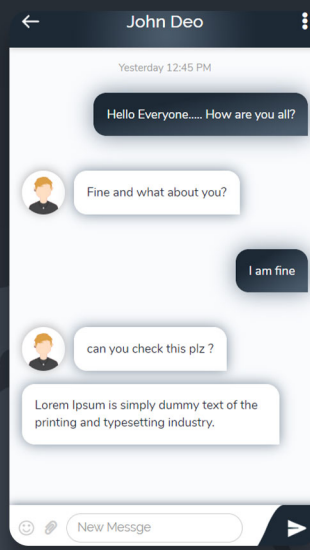 John Deo
Yesterday 12:45 PM
Hello Everyone..... How are you all?
Fine and what about you?
I am fine
can you check this plz ?
Lorem Ipsum is simply dummy text of the
printing and typesetting industry.
New Messge